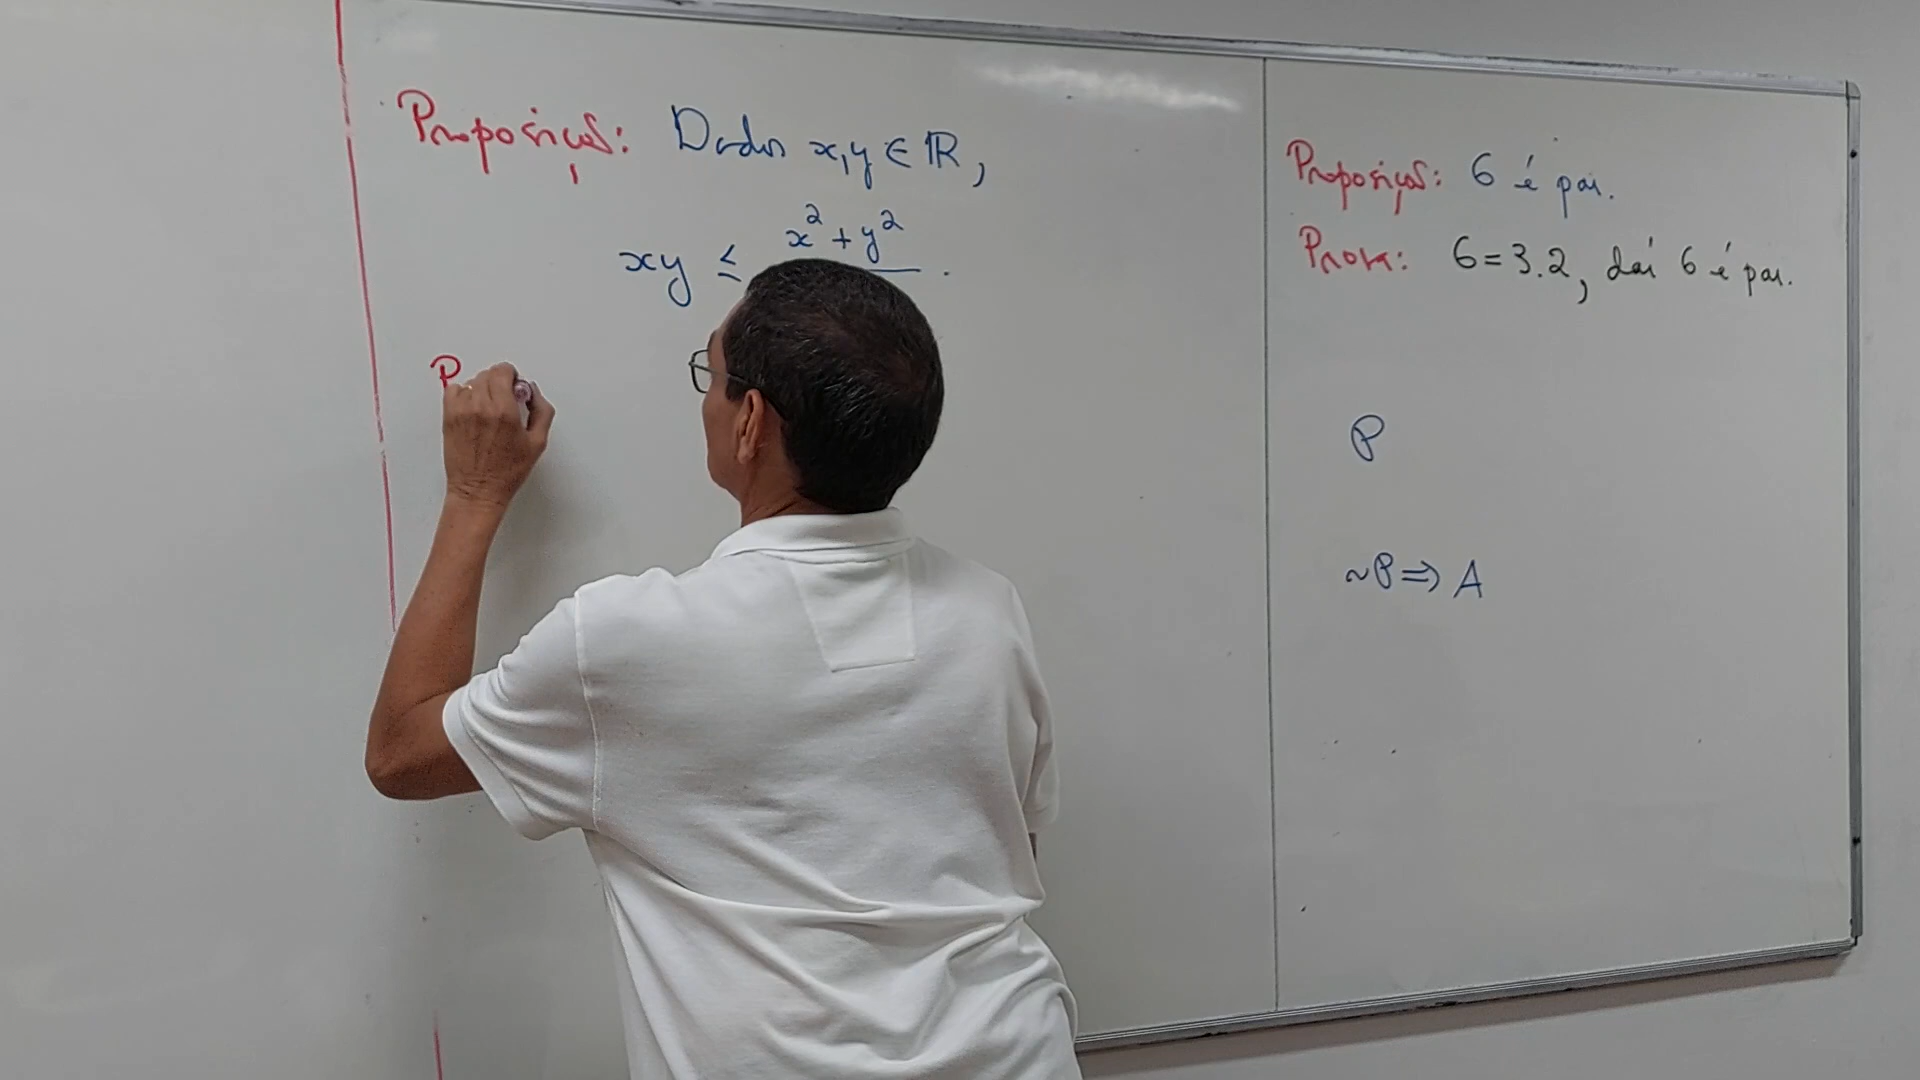 Proposição: Dados x,y ∈ ℝ,
xy ≤ x² + y²
P
Proposição: 6 é par.
Prova: 6=3.2, daí 6 é par.
P
~P ⇒ A